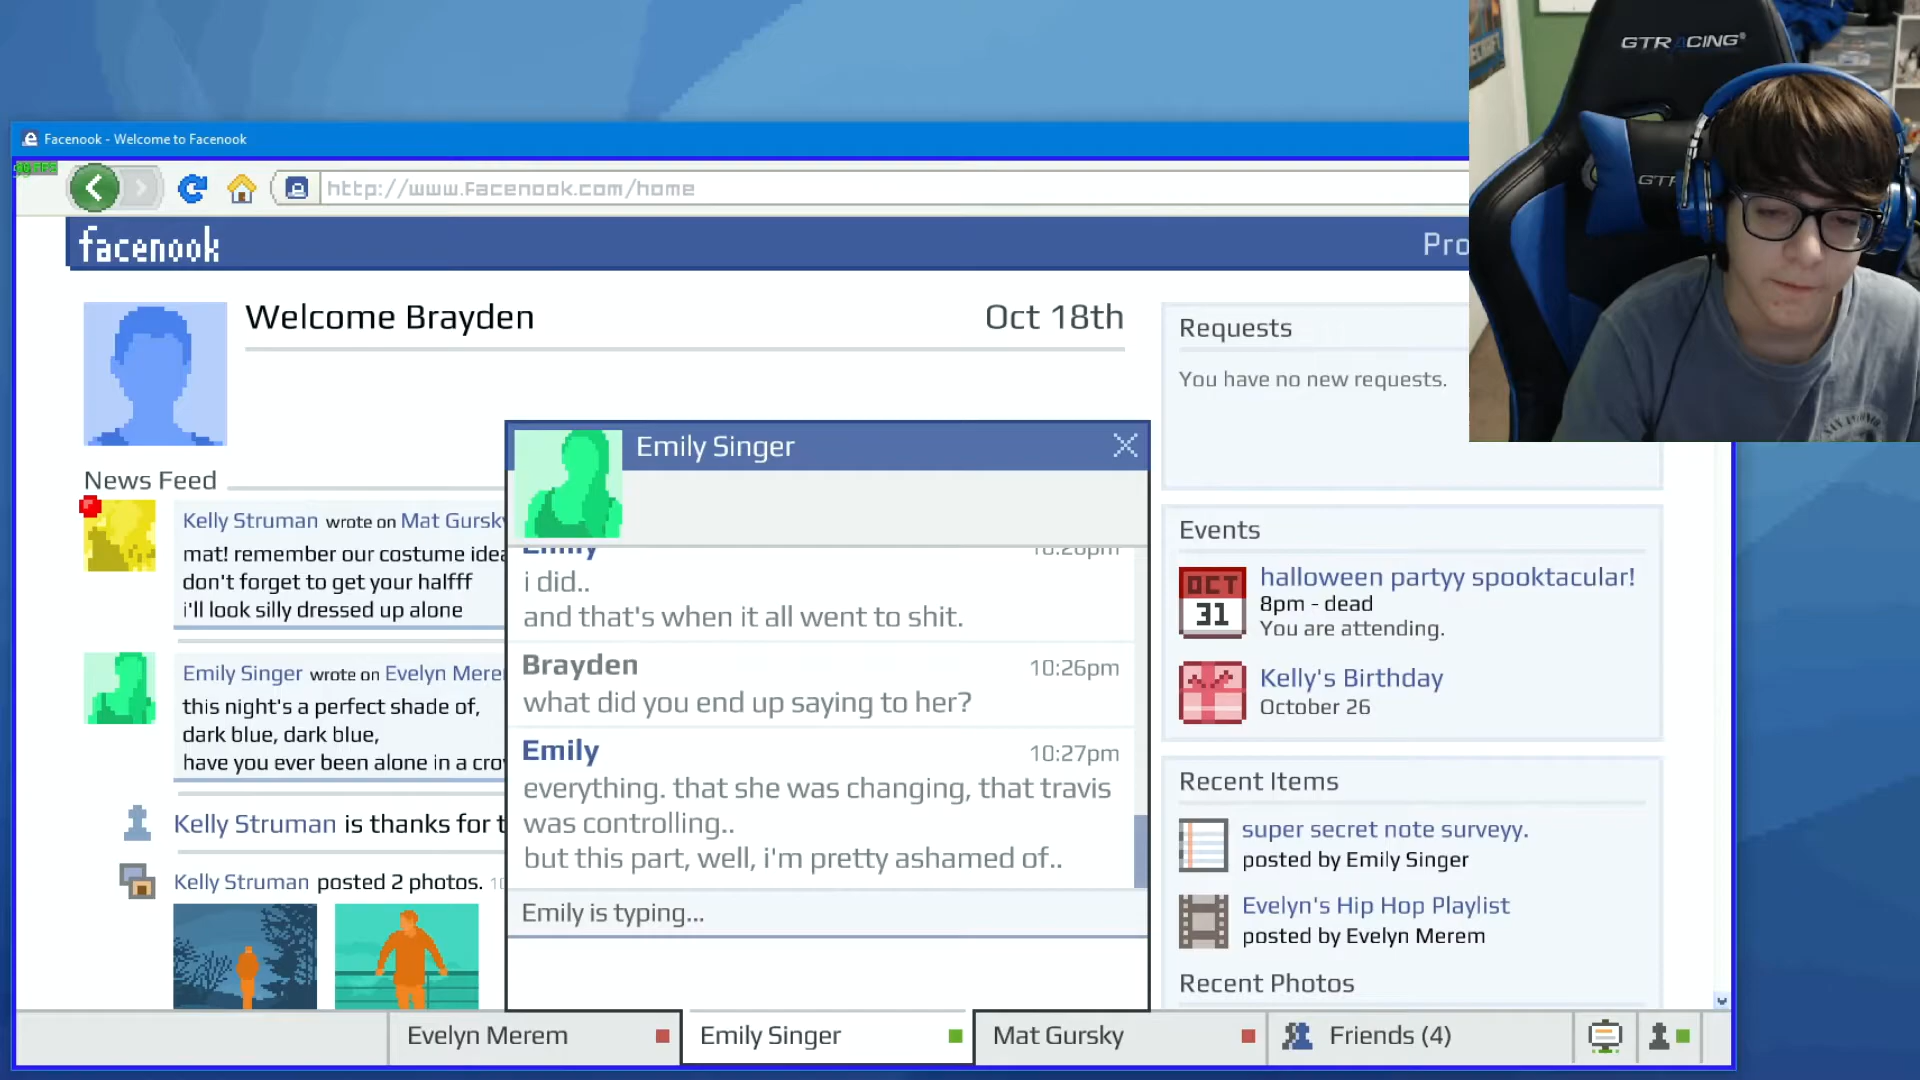 GTRACING
Facenook - Welcome to Facenook
http://www.Facenook.com/home
GTR
facenook
Pro
Welcome Brayden
Oct 18th
Requests
You have no new requests.
News Feed
Kelly Struman wrote on Mat Gursky
mat! remember our costume idea
don't forget to get your halfff
i'll look silly dressed up alone
Emily Singer wrote on Evelyn Merem
this night's a perfect shade of,
dark blue, dark blue,
have you ever been alone in a cro
Kelly Struman is thanks for t
Kelly Struman posted 2 photos.
Emily Singer
Emily 10:26pm
i did..
and that's when it all went to shit.
Brayden 10:26pm
what did you end up saying to her?
Emily 10:27pm
everything. that she was changing, that travis
was controlling..
but this part, well, i'm pretty ashamed of..
Emily is typing...
Events
OCT
31
halloween partyy spooktacular!
8pm - dead
You are attending.
Kelly's Birthday
October 26
Recent Items
super secret note surveyy.
posted by Emily Singer
Evelyn's Hip Hop Playlist
posted by Evelyn Merem
Recent Photos
Evelyn Merem
Emily Singer
Mat Gursky
Friends (4)